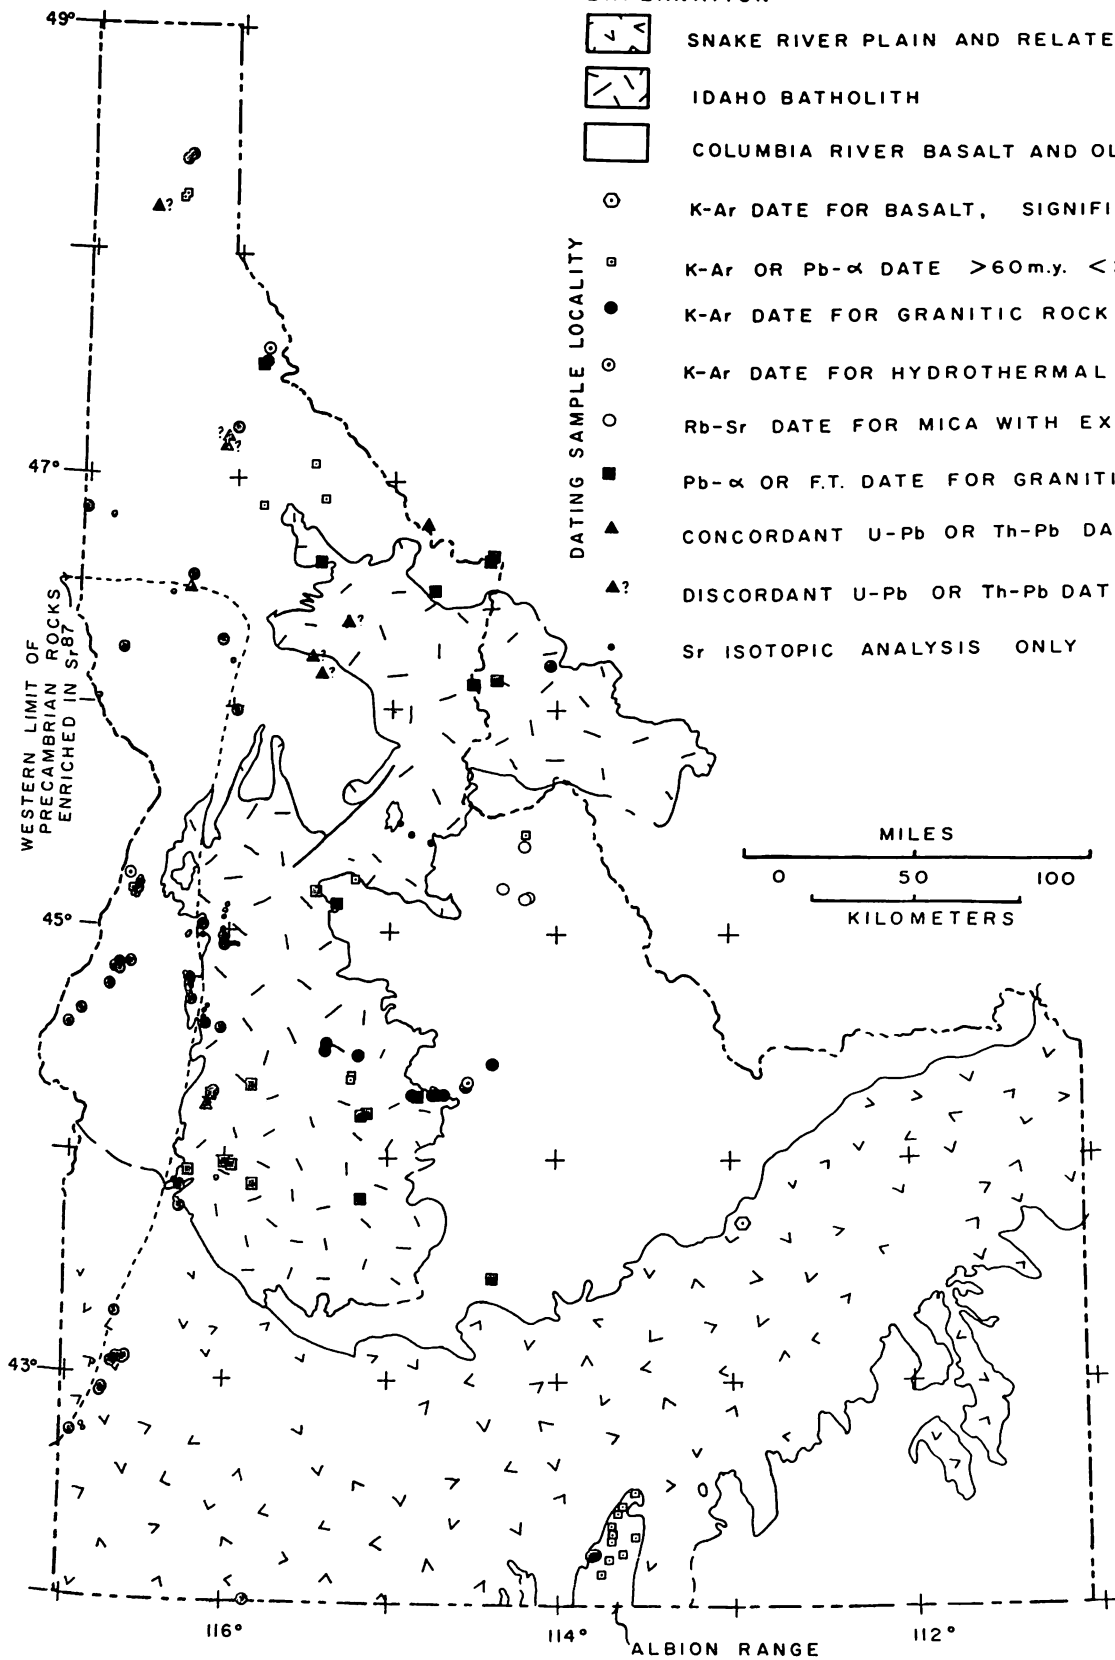 49°
SNAKE RIVER PLAIN AND RELATE
IDAHO BATHOLITH
COLUMBIA RIVER BASALT AND OL
K-Ar DATE FOR BASALT, SIGNIFI
K-Ar OR Pb-α DATE >60 m.y. <
K-Ar DATE FOR GRANITIC ROCK
K-Ar DATE FOR HYDROTHERMAL
Rb-Sr DATE FOR MICA WITH EX
Pb-α OR F.T. DATE FOR GRANITI
CONCORDANT U-Pb OR Th-Pb DA
? DISCORDANT U-Pb OR Th-Pb DAT
Sr ISOTOPIC ANALYSIS ONLY
DATING SAMPLE LOCALITY
?
? ?
47°
?
?
?
WESTERN LIMIT OF
PRECAMBRIAN ROCKS
ENRICHED IN Sr87
MILES
0 50 100
KILOMETERS
45°
43°
116°
114°
112°
ALBION RANGE